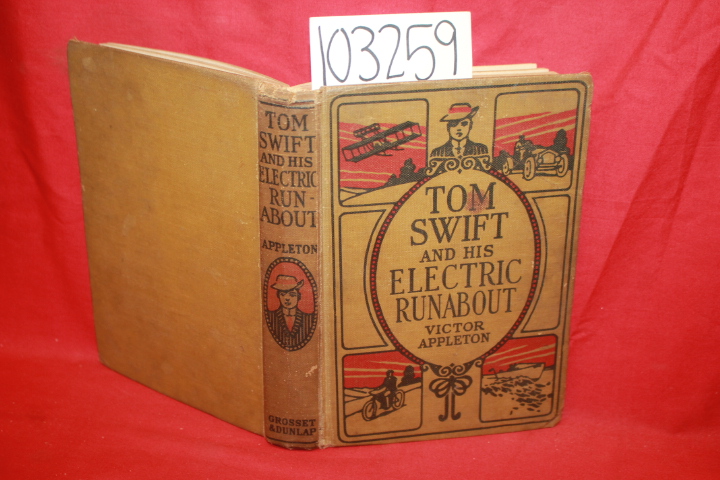 103259
TOM
SWIFT
AND HIS
ELECTRIC
RUN-
ABOUT
APPLETON
GROSSET
& DUNLAP
TOM
SWIFT
AND HIS
ELECTRIC
RUNABOUT
VICTOR
APPLETON